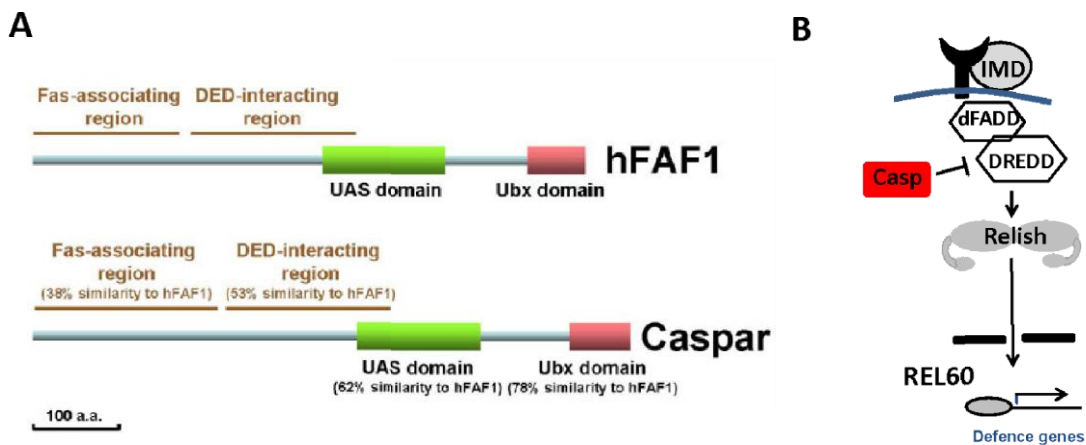 A
Fas-associating
region
DED-interacting
region
hFAF1
UAS domain
Ubx domain
Fas-associating
region
(38% similarity to hFAF1)
DED-interacting
region
(53% similarity to hFAF1)
Caspar
UAS domain
(62% similarity to hFAF1)
Ubx domain
(78% similarity to hFAF1)
100 a.a.
B
IMD
dFADD
DREDD
Casp
Relish
REL60
Defence genes